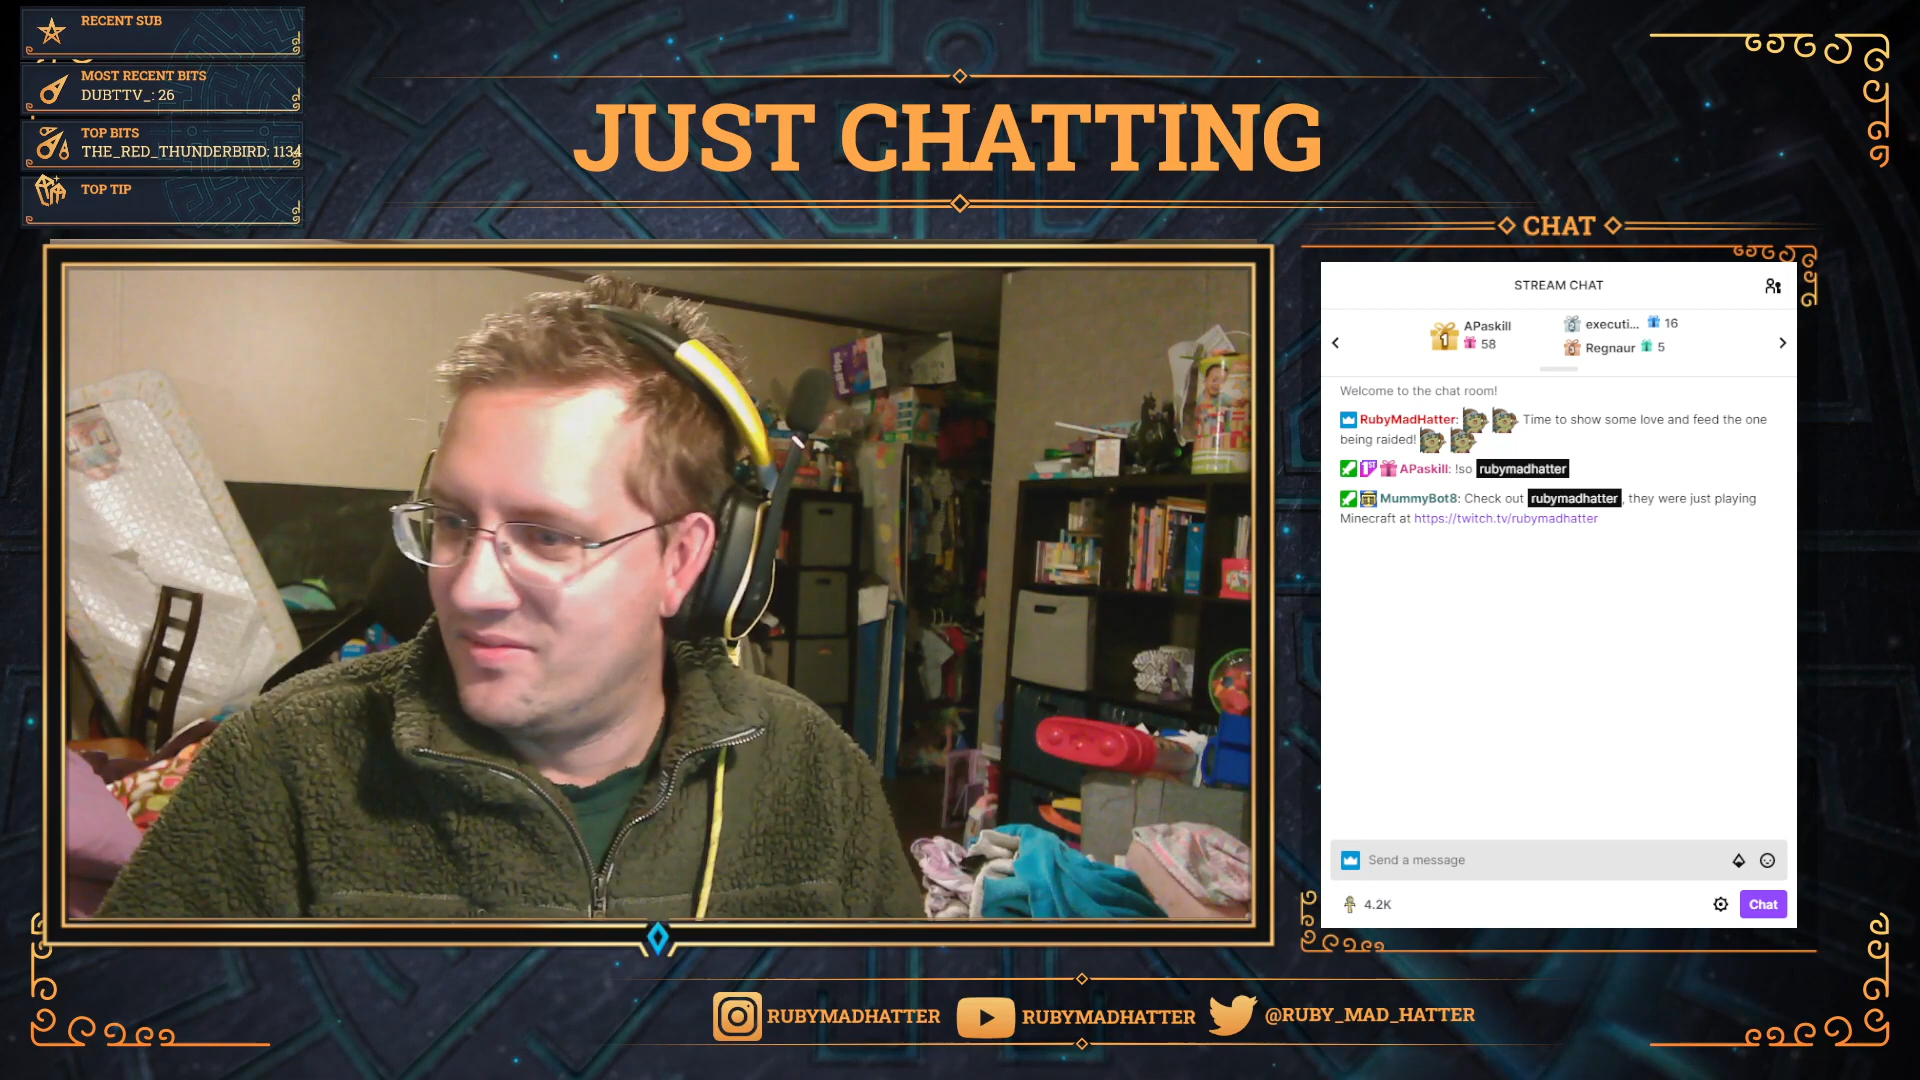 RECENT SUB
MOST RECENT BITS
DUBTTV_: 26
TOP BITS
THE_RED_THUNDERBIRD: 1134
TOP TIP
JUST CHATTING
CHAT
STREAM CHAT
1 APaskill 58
executi... 16
Regnaur 5
Welcome to the chat room!
RubyMadHatter: Time to show some love and feed the one
being raided!
1ST APaskill: !so rubymadhatter
MummyBot8: Check out rubymadhatter, they were just playing
Minecraft at https://twitch.tv/rubymadhatter
Send a message
4.2K
Chat
RUBYMADHATTER RUBYMADHATTER @RUBY_MAD_HATTER